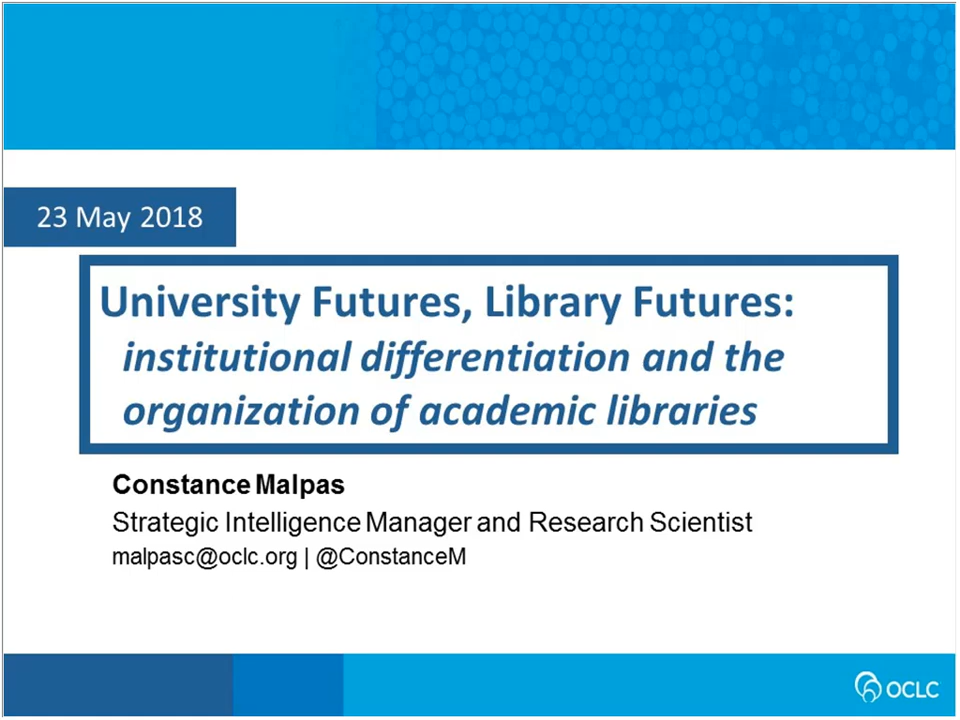 23 May 2018
University Futures, Library Futures:
institutional differentiation and the
organization of academic libraries
Constance Malpas
Strategic Intelligence Manager and Research Scientist
malpasc@oclc.org | @ConstanceM
OCLC